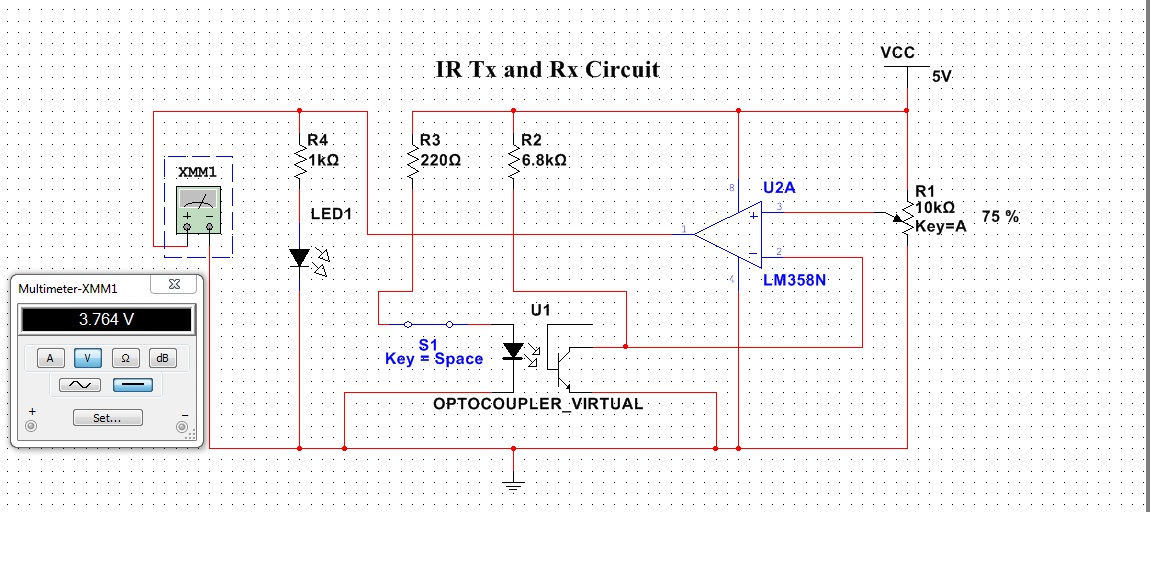 IR Tx and Rx Circuit
VCC
5V
R4
1kΩ
R3
220Ω
R2
6.8kΩ
XMM1
+ −
LED1
8
U2A
3
+
1
2
−
4
LM358N
R1
10kΩ
Key=A
75 %
Multimeter-XMM1
3.764 V
A V Ω dB
+ Set... −
U1
S1
Key = Space
OPTOCOUPLER_VIRTUAL